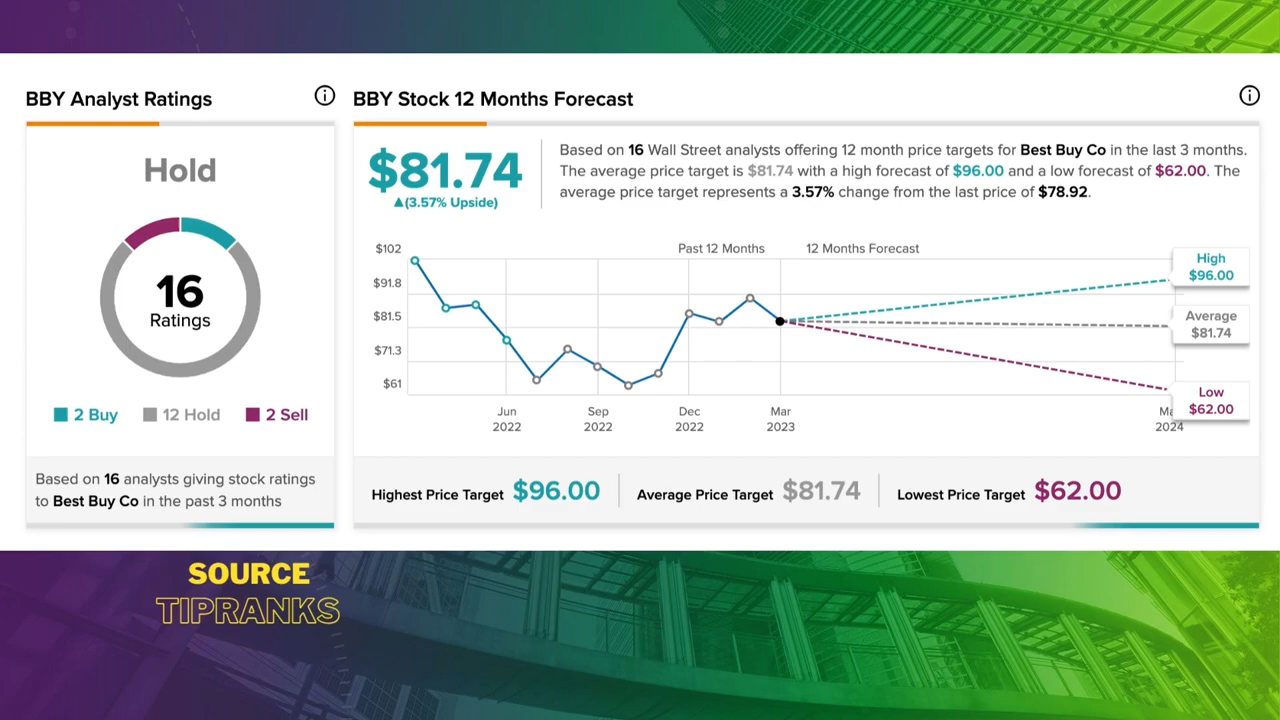 BBY Analyst Ratings
Hold
16
Ratings
2 Buy 12 Hold 2 Sell
Based on 16 analysts giving stock ratings
to Best Buy Co in the past 3 months
BBY Stock 12 Months Forecast
$81.74
▲(3.57% Upside)
Based on 16 Wall Street analysts offering 12 month price targets for Best Buy Co in the last 3 months.
The average price target is $81.74 with a high forecast of $96.00 and a low forecast of $62.00. The
average price target represents a 3.57% change from the last price of $78.92.
Past 12 Months 12 Months Forecast
$102
$91.8
$81.5
$71.3
$61
High
$96.00
Average
$81.74
Low
$62.00
Jun
2022
Sep
2022
Dec
2022
Mar
2023
Ma
2024
Highest Price Target $96.00
Average Price Target $81.74
Lowest Price Target $62.00
SOURCE
TIPRANKS